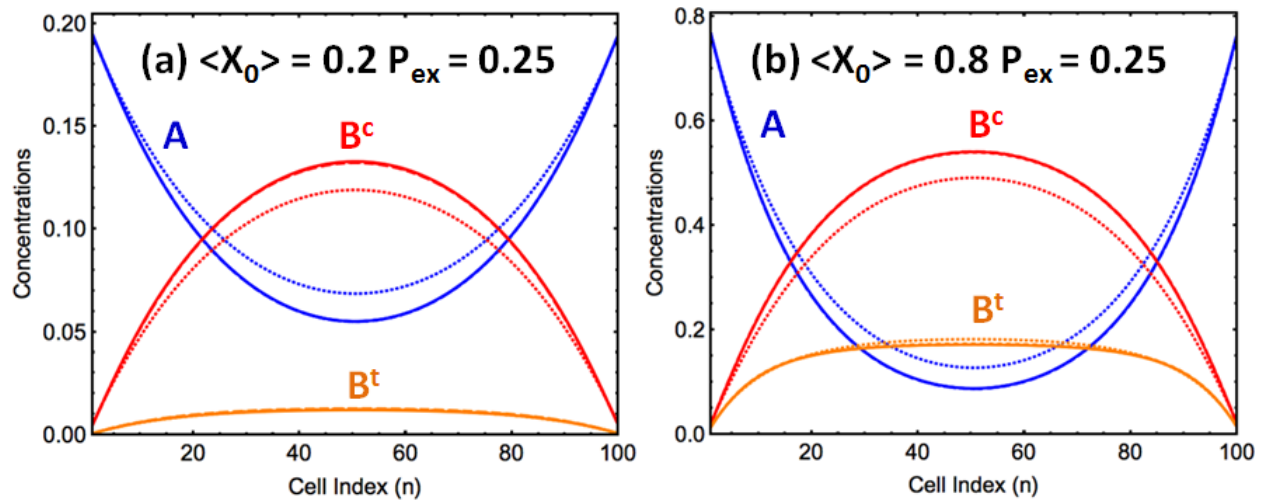 (a) <X₀> = 0.2 Pₑₓ = 0.25
A
Bᶜ
Bᵗ
Concentrations
0.20
0.15
0.10
0.05
0.00
20
40
60
80
100
Cell Index (n)
(b) <X₀> = 0.8 Pₑₓ = 0.25
A
Bᶜ
Bᵗ
Concentrations
0.8
0.6
0.4
0.2
0.0
20
40
60
80
100
Cell Index (n)